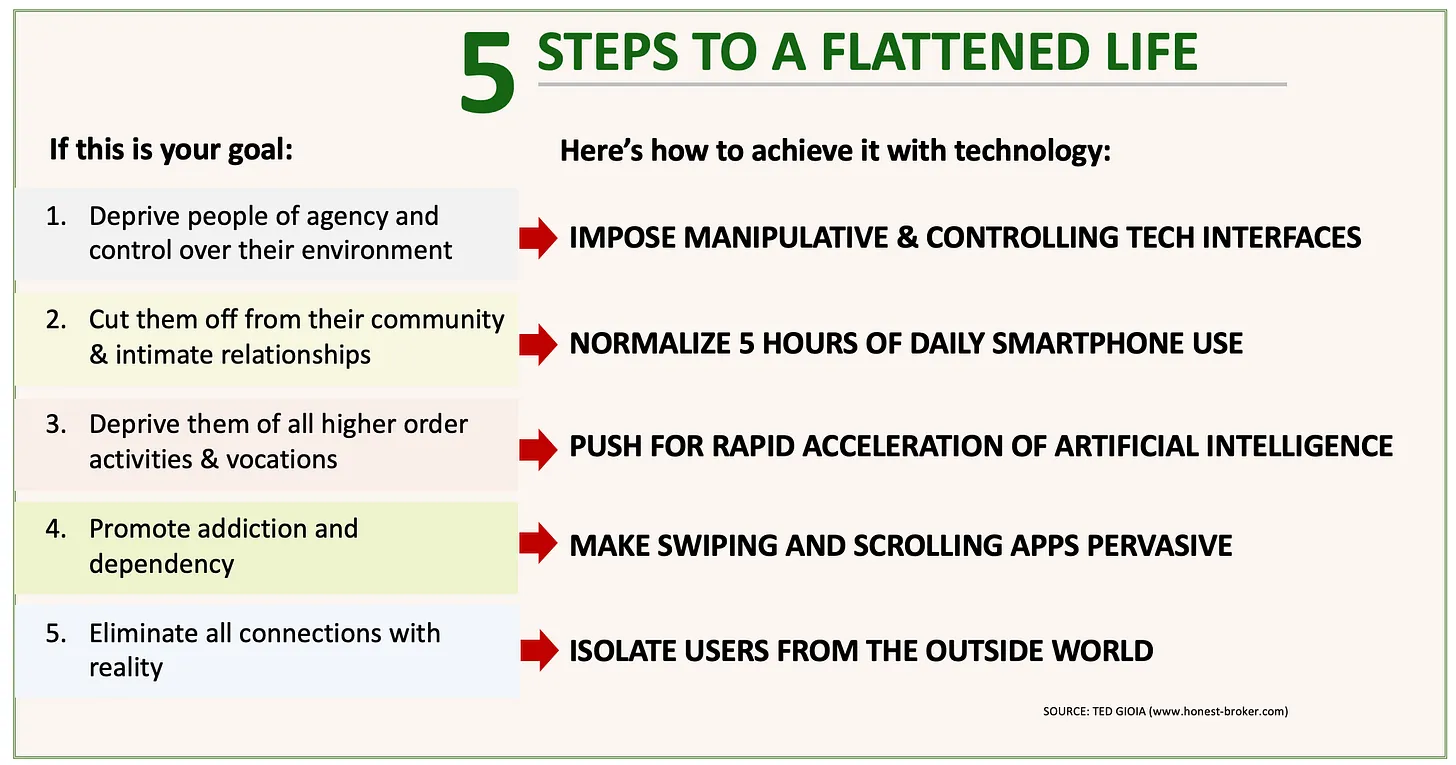 5 STEPS TO A FLATTENED LIFE
If this is your goal:
Here’s how to achieve it with technology:
1. Deprive people of agency and
control over their environment
IMPOSE MANIPULATIVE & CONTROLLING TECH INTERFACES
2. Cut them off from their community
& intimate relationships
NORMALIZE 5 HOURS OF DAILY SMARTPHONE USE
3. Deprive them of all higher order
activities & vocations
PUSH FOR RAPID ACCELERATION OF ARTIFICIAL INTELLIGENCE
4. Promote addiction and
dependency
MAKE SWIPING AND SCROLLING APPS PERVASIVE
5. Eliminate all connections with
reality
ISOLATE USERS FROM THE OUTSIDE WORLD
SOURCE: TED GIOIA (www.honest-broker.com)